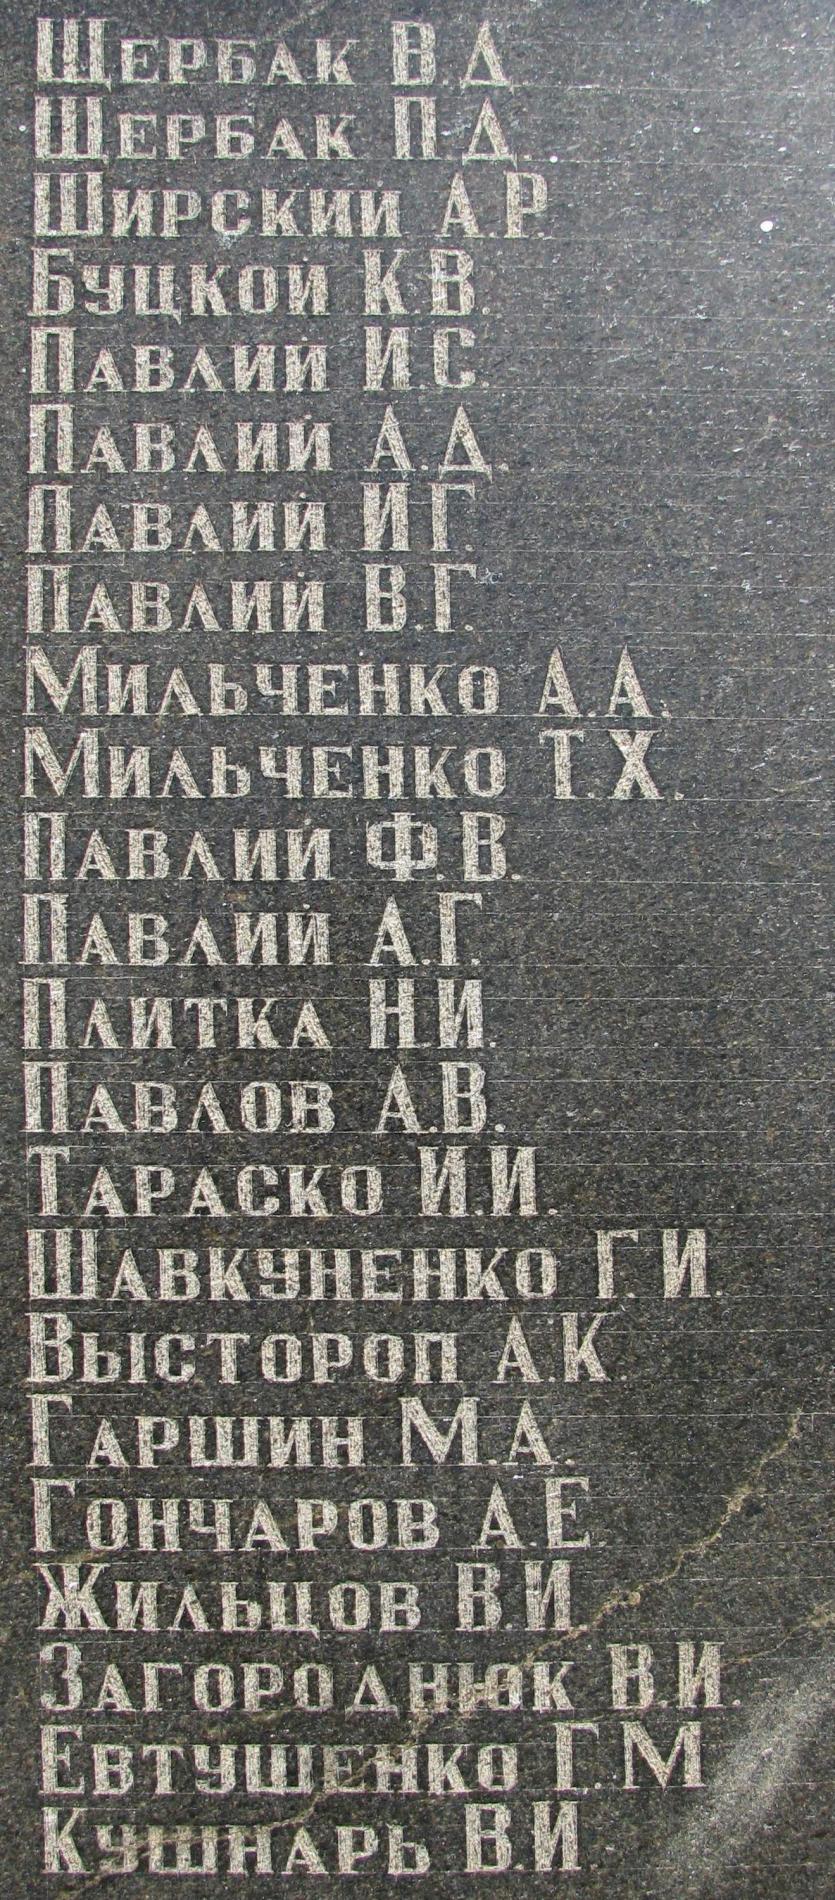 Щербак В.Д.
Щербак П.Д.
Ширский А.Р.
Буцкой К.В.
Павлий И.С.
Павлий А.Д.
Павлий И.Г.
Павлий В.Г.
Мильченко А.А.
Мильченко Т.Х.
Павлий Ф.В.
Павлий А.Г.
Плитка Н.И.
Павлов А.В.
Тараско И.И.
Шавкуненко Г.И.
Выстороп А.К.
Гаршин М.А.
Гончаров А.Е.
Жильцов В.И
Загороднюк В.И.
Евтушенко Г.М
Кушнарь В.И.